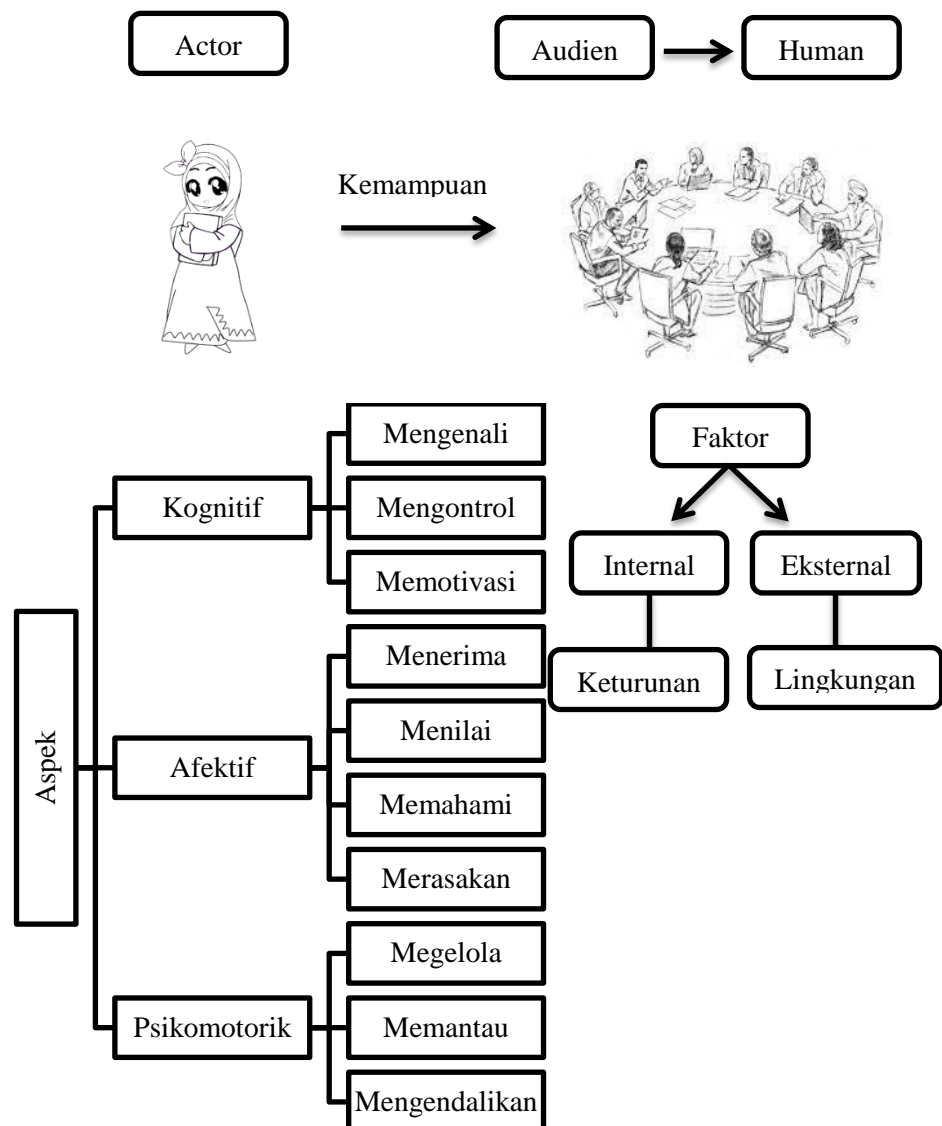 Actor
Audien
Human
Kemampuan
Mengenali
Kognitif
Mengontrol
Memotivasi
Aspek
Menerima
Afektif
Menilai
Memahami
Merasakan
Megelola
Psikomotorik
Memantau
Mengendalikan
Faktor
Internal
Eksternal
Keturunan
Lingkungan